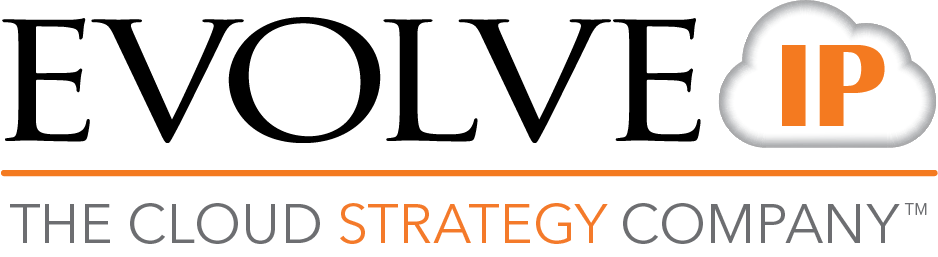 EVOLVE IP
THE CLOUD STRATEGY COMPANY™